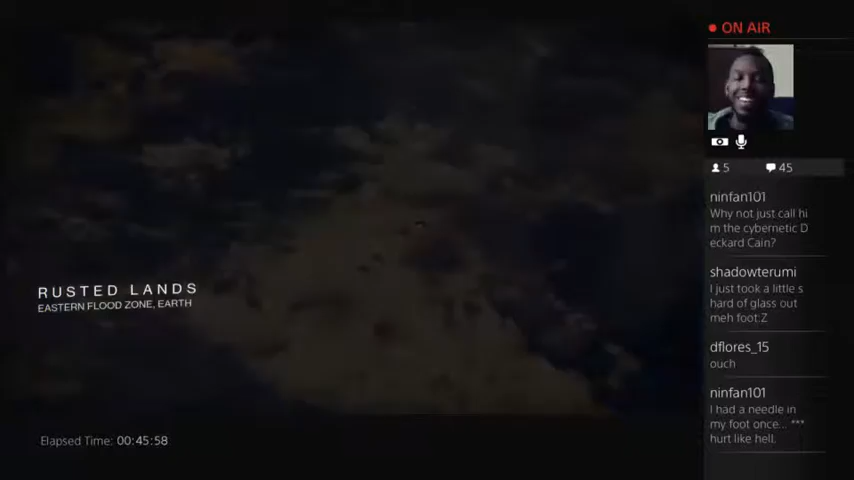 ON AIR
5
45
ninfan101
Why not just call hi
m the cybernetic D
eckard Cain?
shadowterumi
I just took a little s
hard of glass out
meh foot:Z
dflores_15
ouch
ninfan101
I had a needle in
my foot once... ***
hurt like hell.
RUSTED LANDS
EASTERN FLOOD ZONE, EARTH
Elapsed Time: 00:45:58